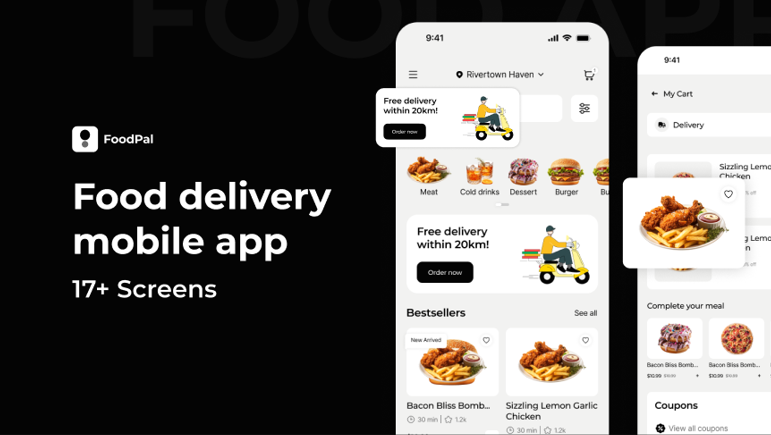 FOOD APP
FoodPal
Food delivery
mobile app
17+ Screens
9:41
Rivertown Haven
Free delivery
within 20km!
Order now
Meat
Cold drinks
Dessert
Burger
Bu
Free delivery
within 20km!
Order now
Bestsellers
See all
New Arrived
Bacon Bliss Bomb...
30 min
1.2k
Sizzling Lemon Garlic
Chicken
30 min
1.2k
9:41
My Cart
Delivery
Sizzling Lemo
Chicken
% off
g Lemo
n
% off
Complete your meal
Bacon Bliss Bomb...
$10.99
+
Bacon Bliss Bomb...
$10.99
+
Coupons
View all coupons